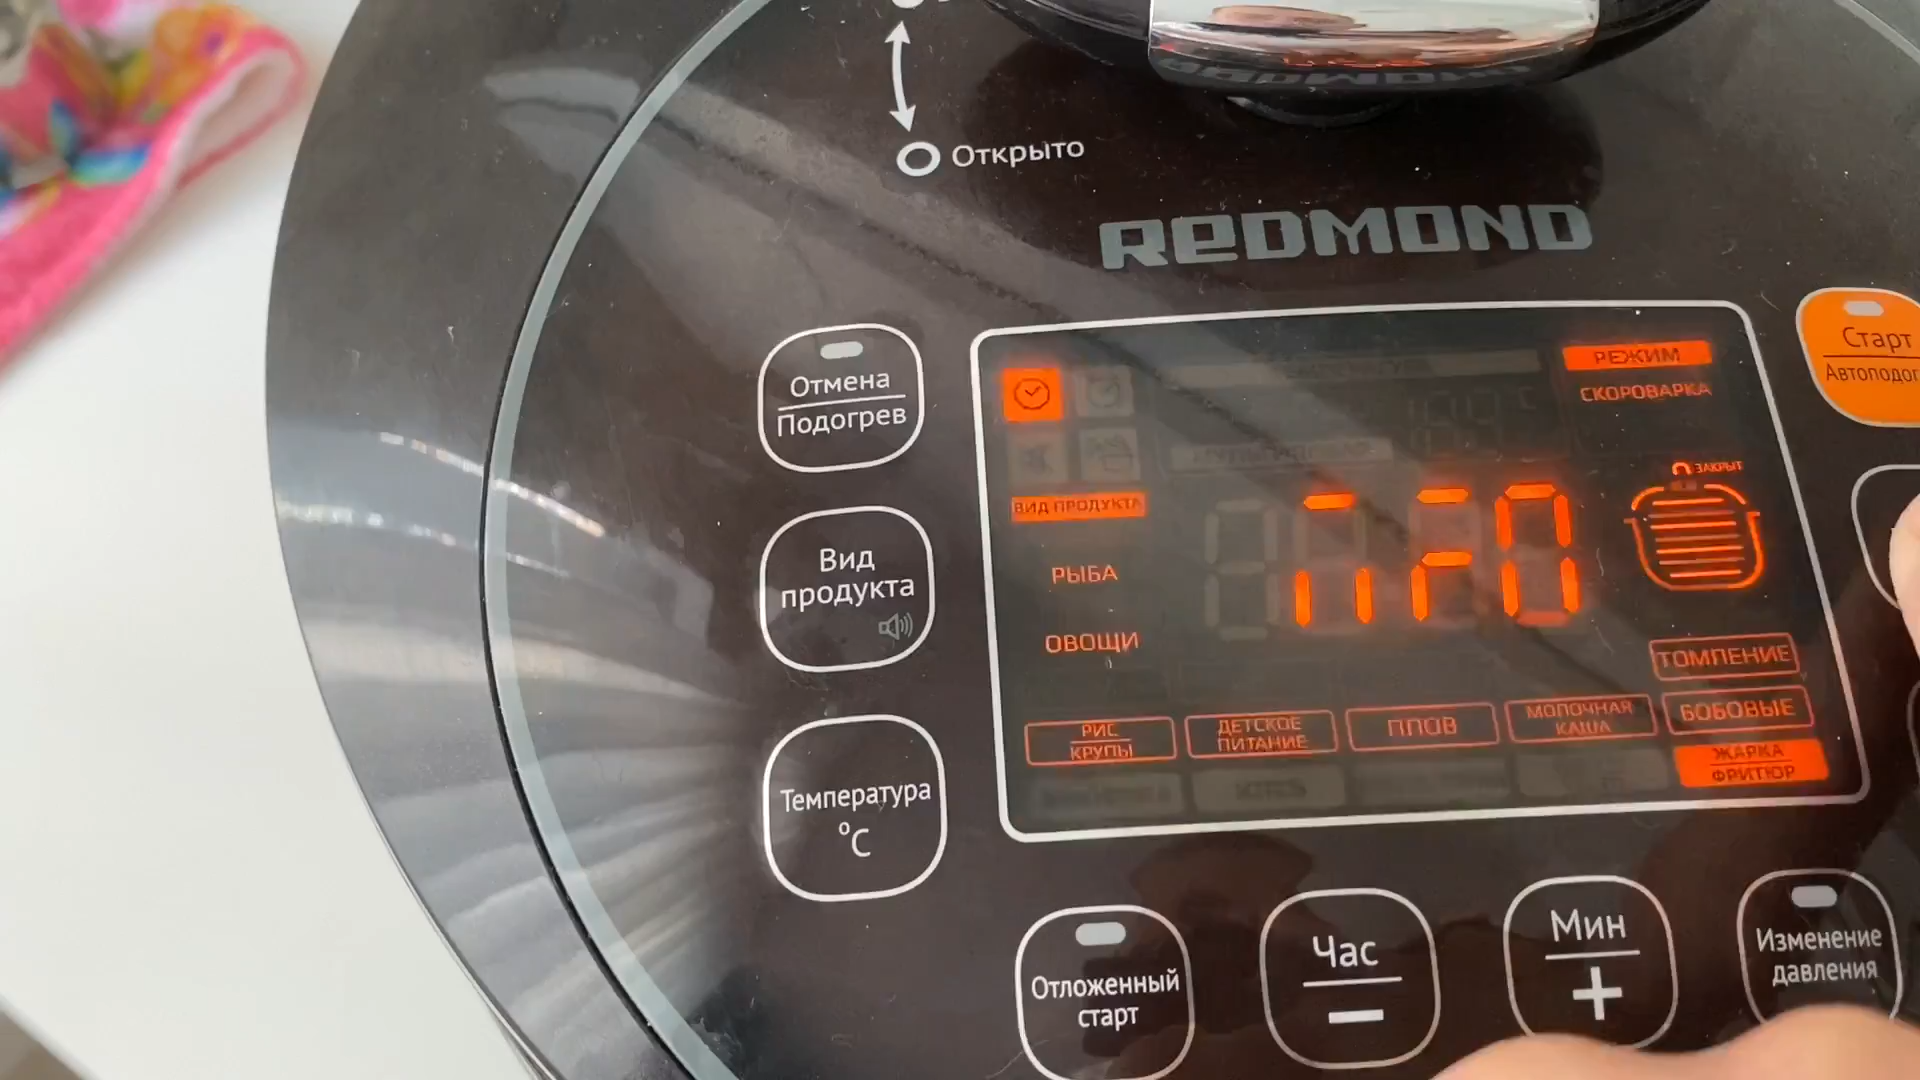 Открыто
REDMOND
Отмена
Подогрев
Старт
РЕЖИМ
СКОРОВАРКА
ЗАКРЫТ
ВИД ПРОДУКТА
РЫБА
ОВОЩИ
Вид
продукта
ТОМЛЕНИЕ
РИС
КРУПЫ
ДЕТСКОЕ
ПИТАНИЕ
ПЛОВ
МОЛОЧНАЯ
КАША
БОБОВЫЕ
ЖАРКА
ФРИТЮР
Температура
°C
Отложенный
старт
Час
−
Мин
+
Изменение
давления